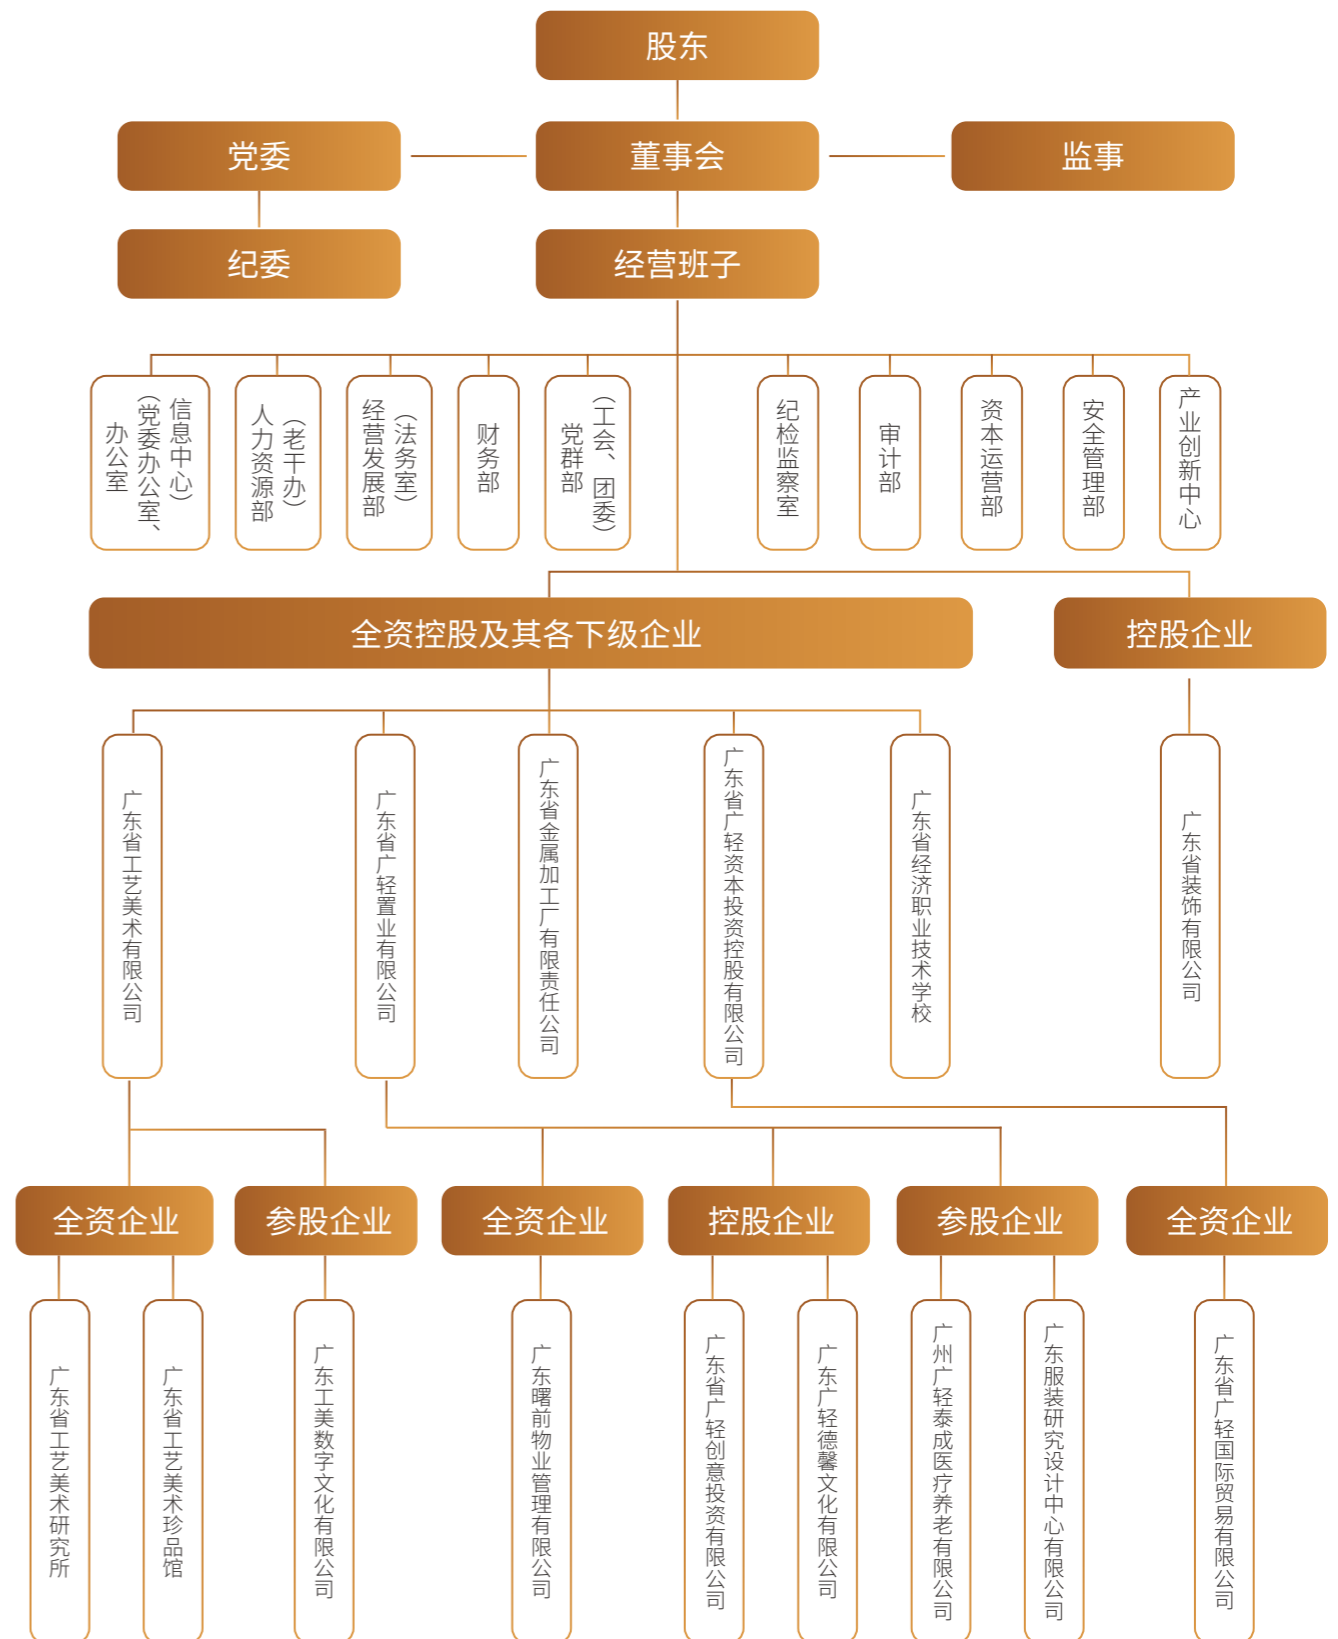 股东
党委
董事会
监事
纪委
经营班子
办公室
（党委办公室、
信息中心）
人力资源部
（老干办）
经营发展部
（法务室）
财务部
党群部
（工会、团委）
纪检监察室
审计部
资本运营部
安全管理部
产业创新中心
全资控股及其各下级企业
控股企业
广东省工艺美术有限公司
广东省广轻置业有限公司
广东省金属加工厂有限责任公司
广东省广轻资本投资控股有限公司
广东省经济职业技术学校
广东省装饰有限公司
全资企业
参股企业
全资企业
控股企业
参股企业
全资企业
广东省工艺美术研究所
广东省工艺美术珍品馆
广东工美数字文化有限公司
广东曙前物业管理有限公司
广东省广轻创意投资有限公司
广东广轻德馨文化有限公司
广州广轻泰成医疗养老有限公司
广东服装研究设计中心有限公司
广东省广轻国际贸易有限公司